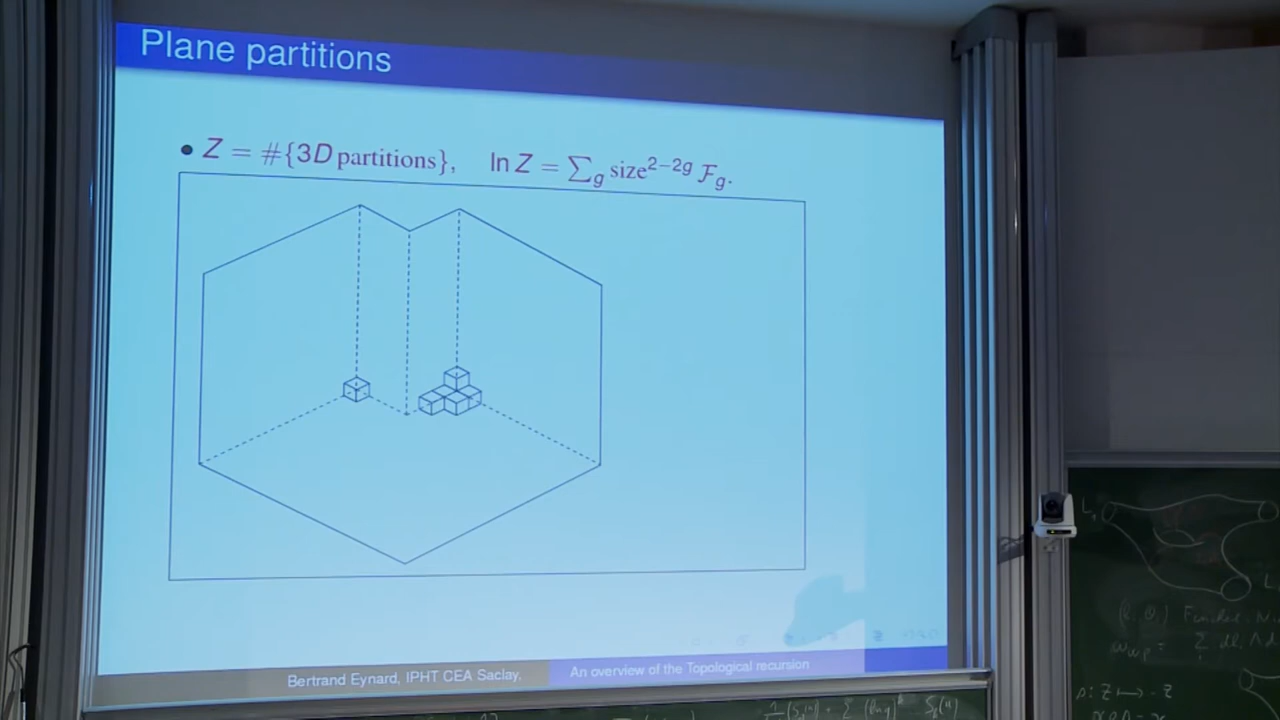 Plane partitions
• Z = #{3D partitions}, ln Z = ∑_g size^{2−2g} ℱ_g.
Bertrand Eynard, IPHT CEA Saclay,
An overview of the Topological recursion